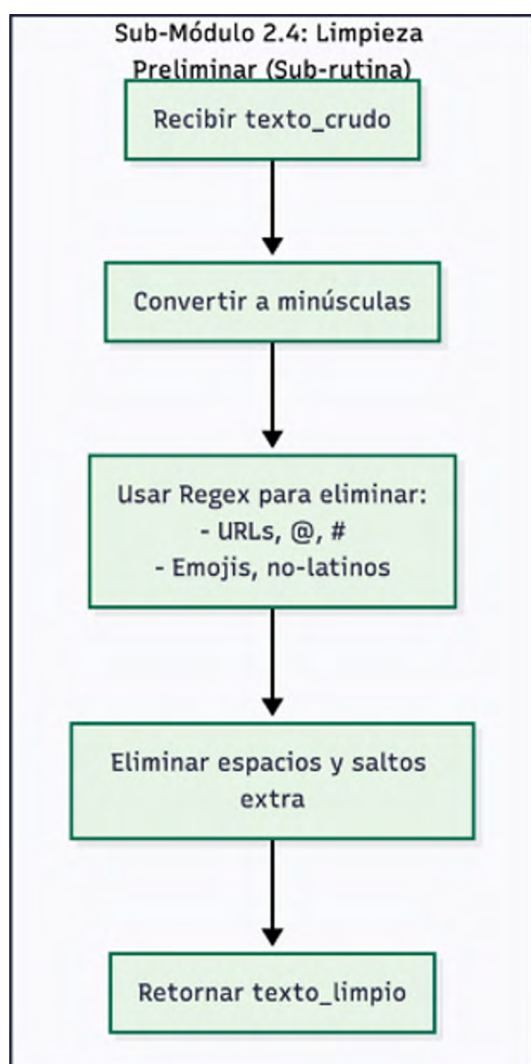 Sub-Módulo 2.4: Limpieza
Preliminar (Sub-rutina)
Recibir texto_crudo
Convertir a minúsculas
Usar Regex para eliminar:
- URLs, @, #
- Emojis, no-latinos
Eliminar espacios y saltos
extra
Retornar texto_limpio